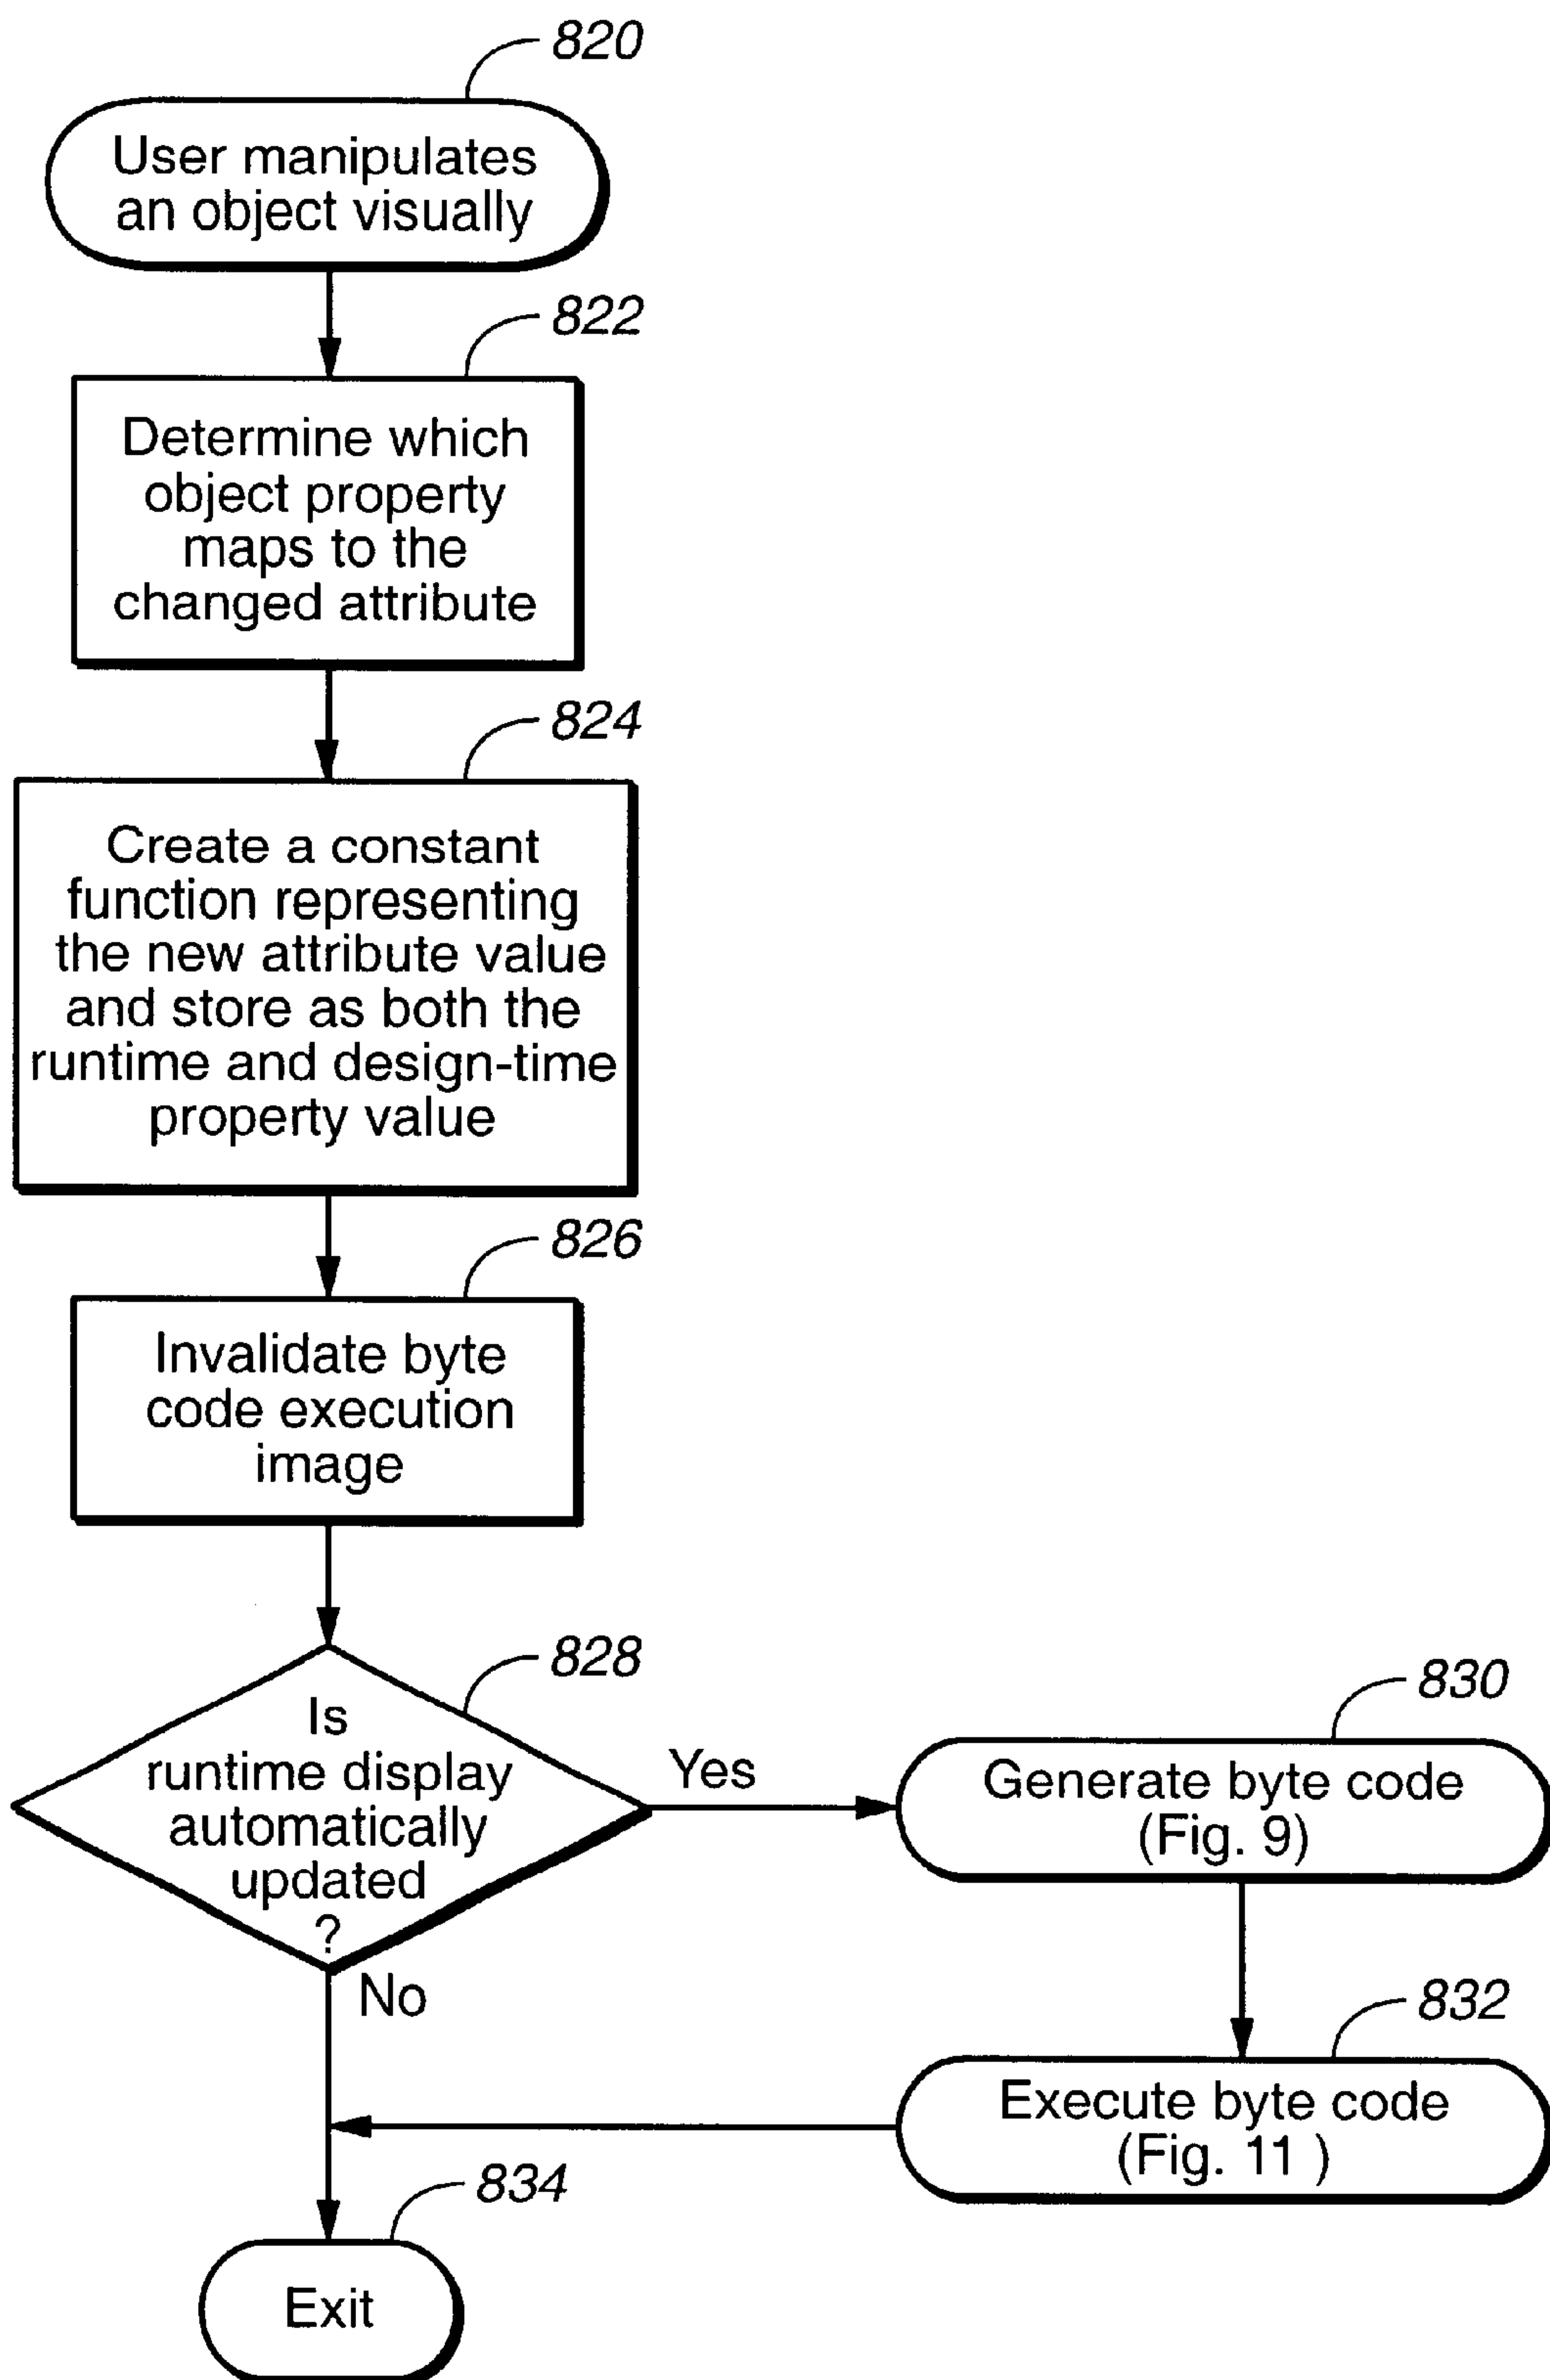 820
User manipulates
an object visually
822
Determine which
object property
maps to the
changed attribute
824
Create a constant
function representing
the new attribute value
and store as both the
runtime and design-time
property value
826
Invalidate byte
code execution
image
828
Is
runtime display
automatically
updated
?
Yes
830
Generate byte code
(Fig. 9)
No
832
Execute byte code
(Fig. 11 )
834
Exit